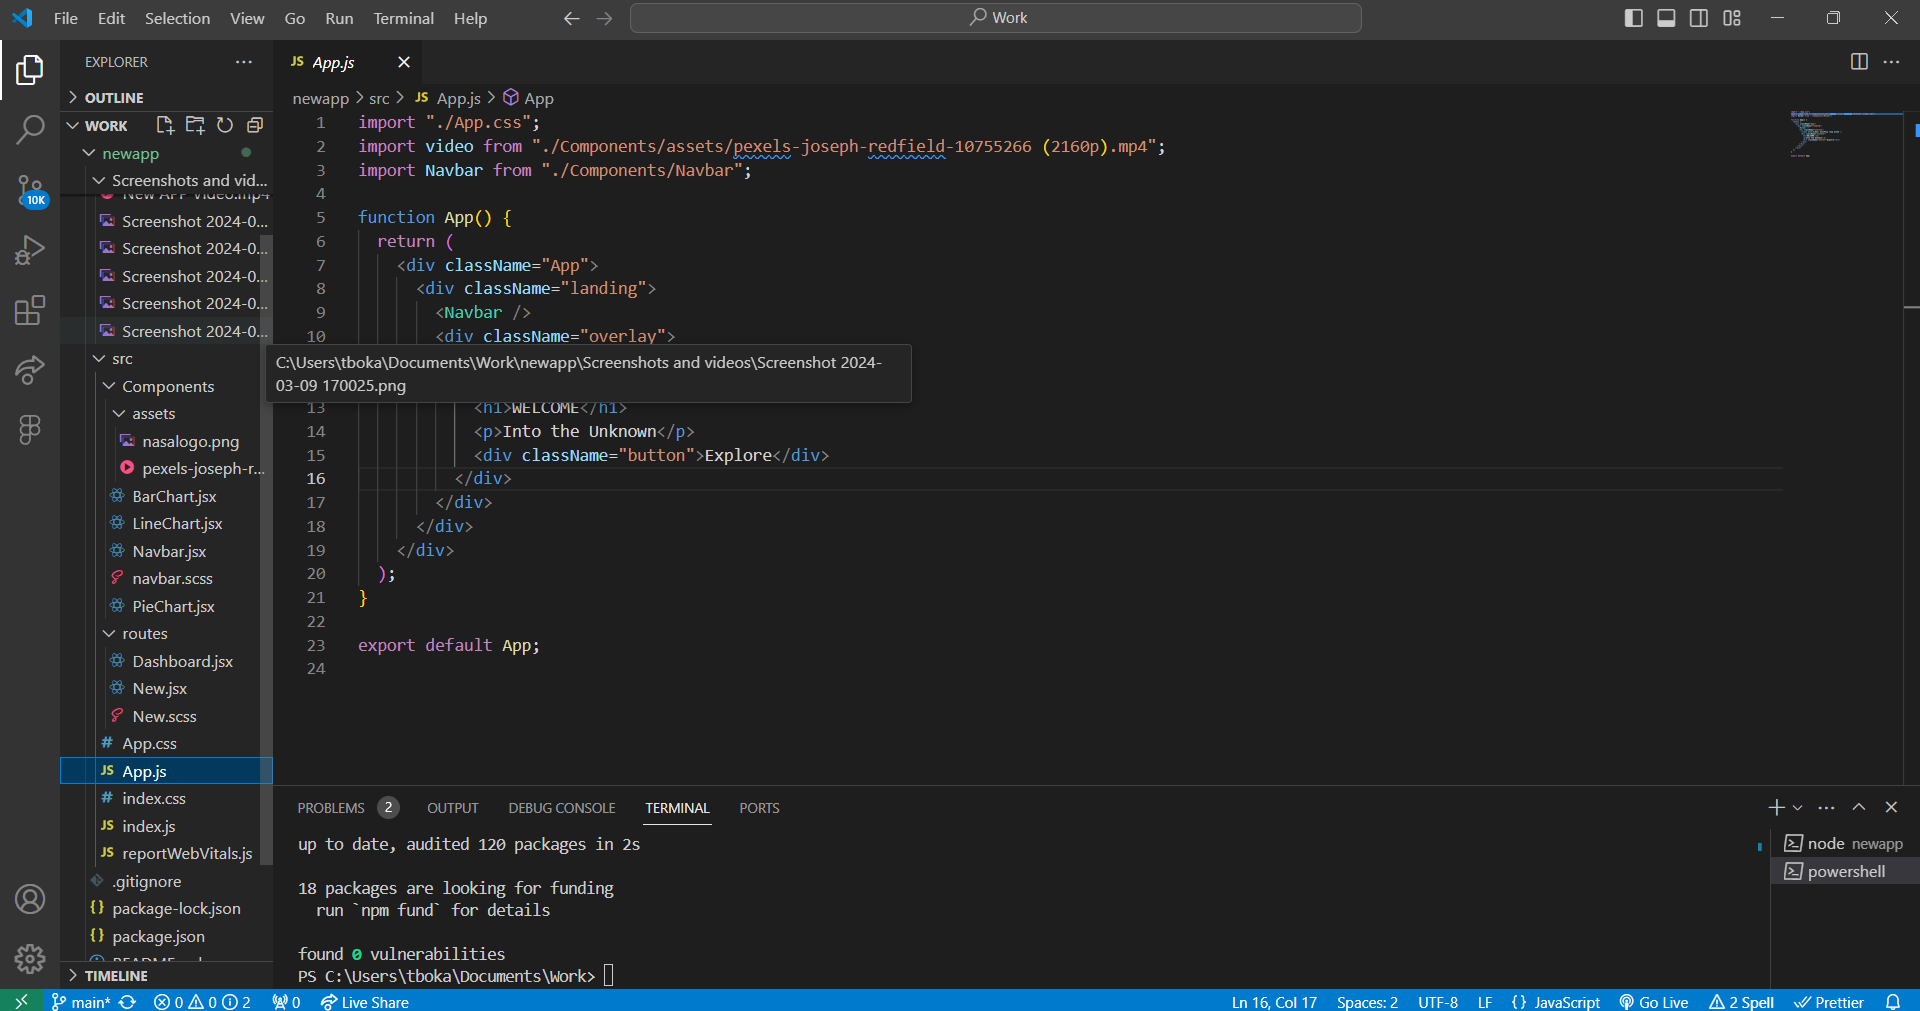 File Edit Selection View Go Run Terminal Help
Work
EXPLORER
OUTLINE
WORK
newapp
Screenshots and vid...
New APP Video.mp4
Screenshot 2024-0...
Screenshot 2024-0...
Screenshot 2024-0...
Screenshot 2024-0...
Screenshot 2024-0...
src
Components
assets
nasalogo.png
pexels-joseph-r...
BarChart.jsx
LineChart.jsx
Navbar.jsx
navbar.scss
PieChart.jsx
routes
Dashboard.jsx
New.jsx
New.scss
# App.css
JS App.js
# index.css
JS index.js
JS reportWebVitals.js
.gitignore
{} package-lock.json
{} package.json
TIMELINE
10K
JS App.js
newapp > src > JS App.js > App
1 import "./App.css";
2 import video from "./Components/assets/pexels-joseph-redfield-10755266 (2160p).mp4";
3 import Navbar from "./Components/Navbar";
4
5 function App() {
6 return (
7 <div className="App">
8 <div className="landing">
9 <Navbar />
10 <div className="overlay">
C:\Users\tboka\Documents\Work\newapp\Screenshots and videos\Screenshot 2024-
03-09 170025.png
13 <h1>WELCOME</h1>
14 <p>Into the Unknown</p>
15 <div className="button">Explore</div>
16 </div>
17 </div>
18 </div>
19 </div>
20 );
21 }
22
23 export default App;
24
PROBLEMS 2 OUTPUT DEBUG CONSOLE TERMINAL PORTS
up to date, audited 120 packages in 2s
18 packages are looking for funding
run `npm fund` for details
found 0 vulnerabilities
PS C:\Users\tboka\Documents\Work>
node newapp
powershell
main* 0 0 2 0 Live Share
Ln 16, Col 17 Spaces: 2 UTF-8 LF {} JavaScript Go Live 2 Spell Prettier